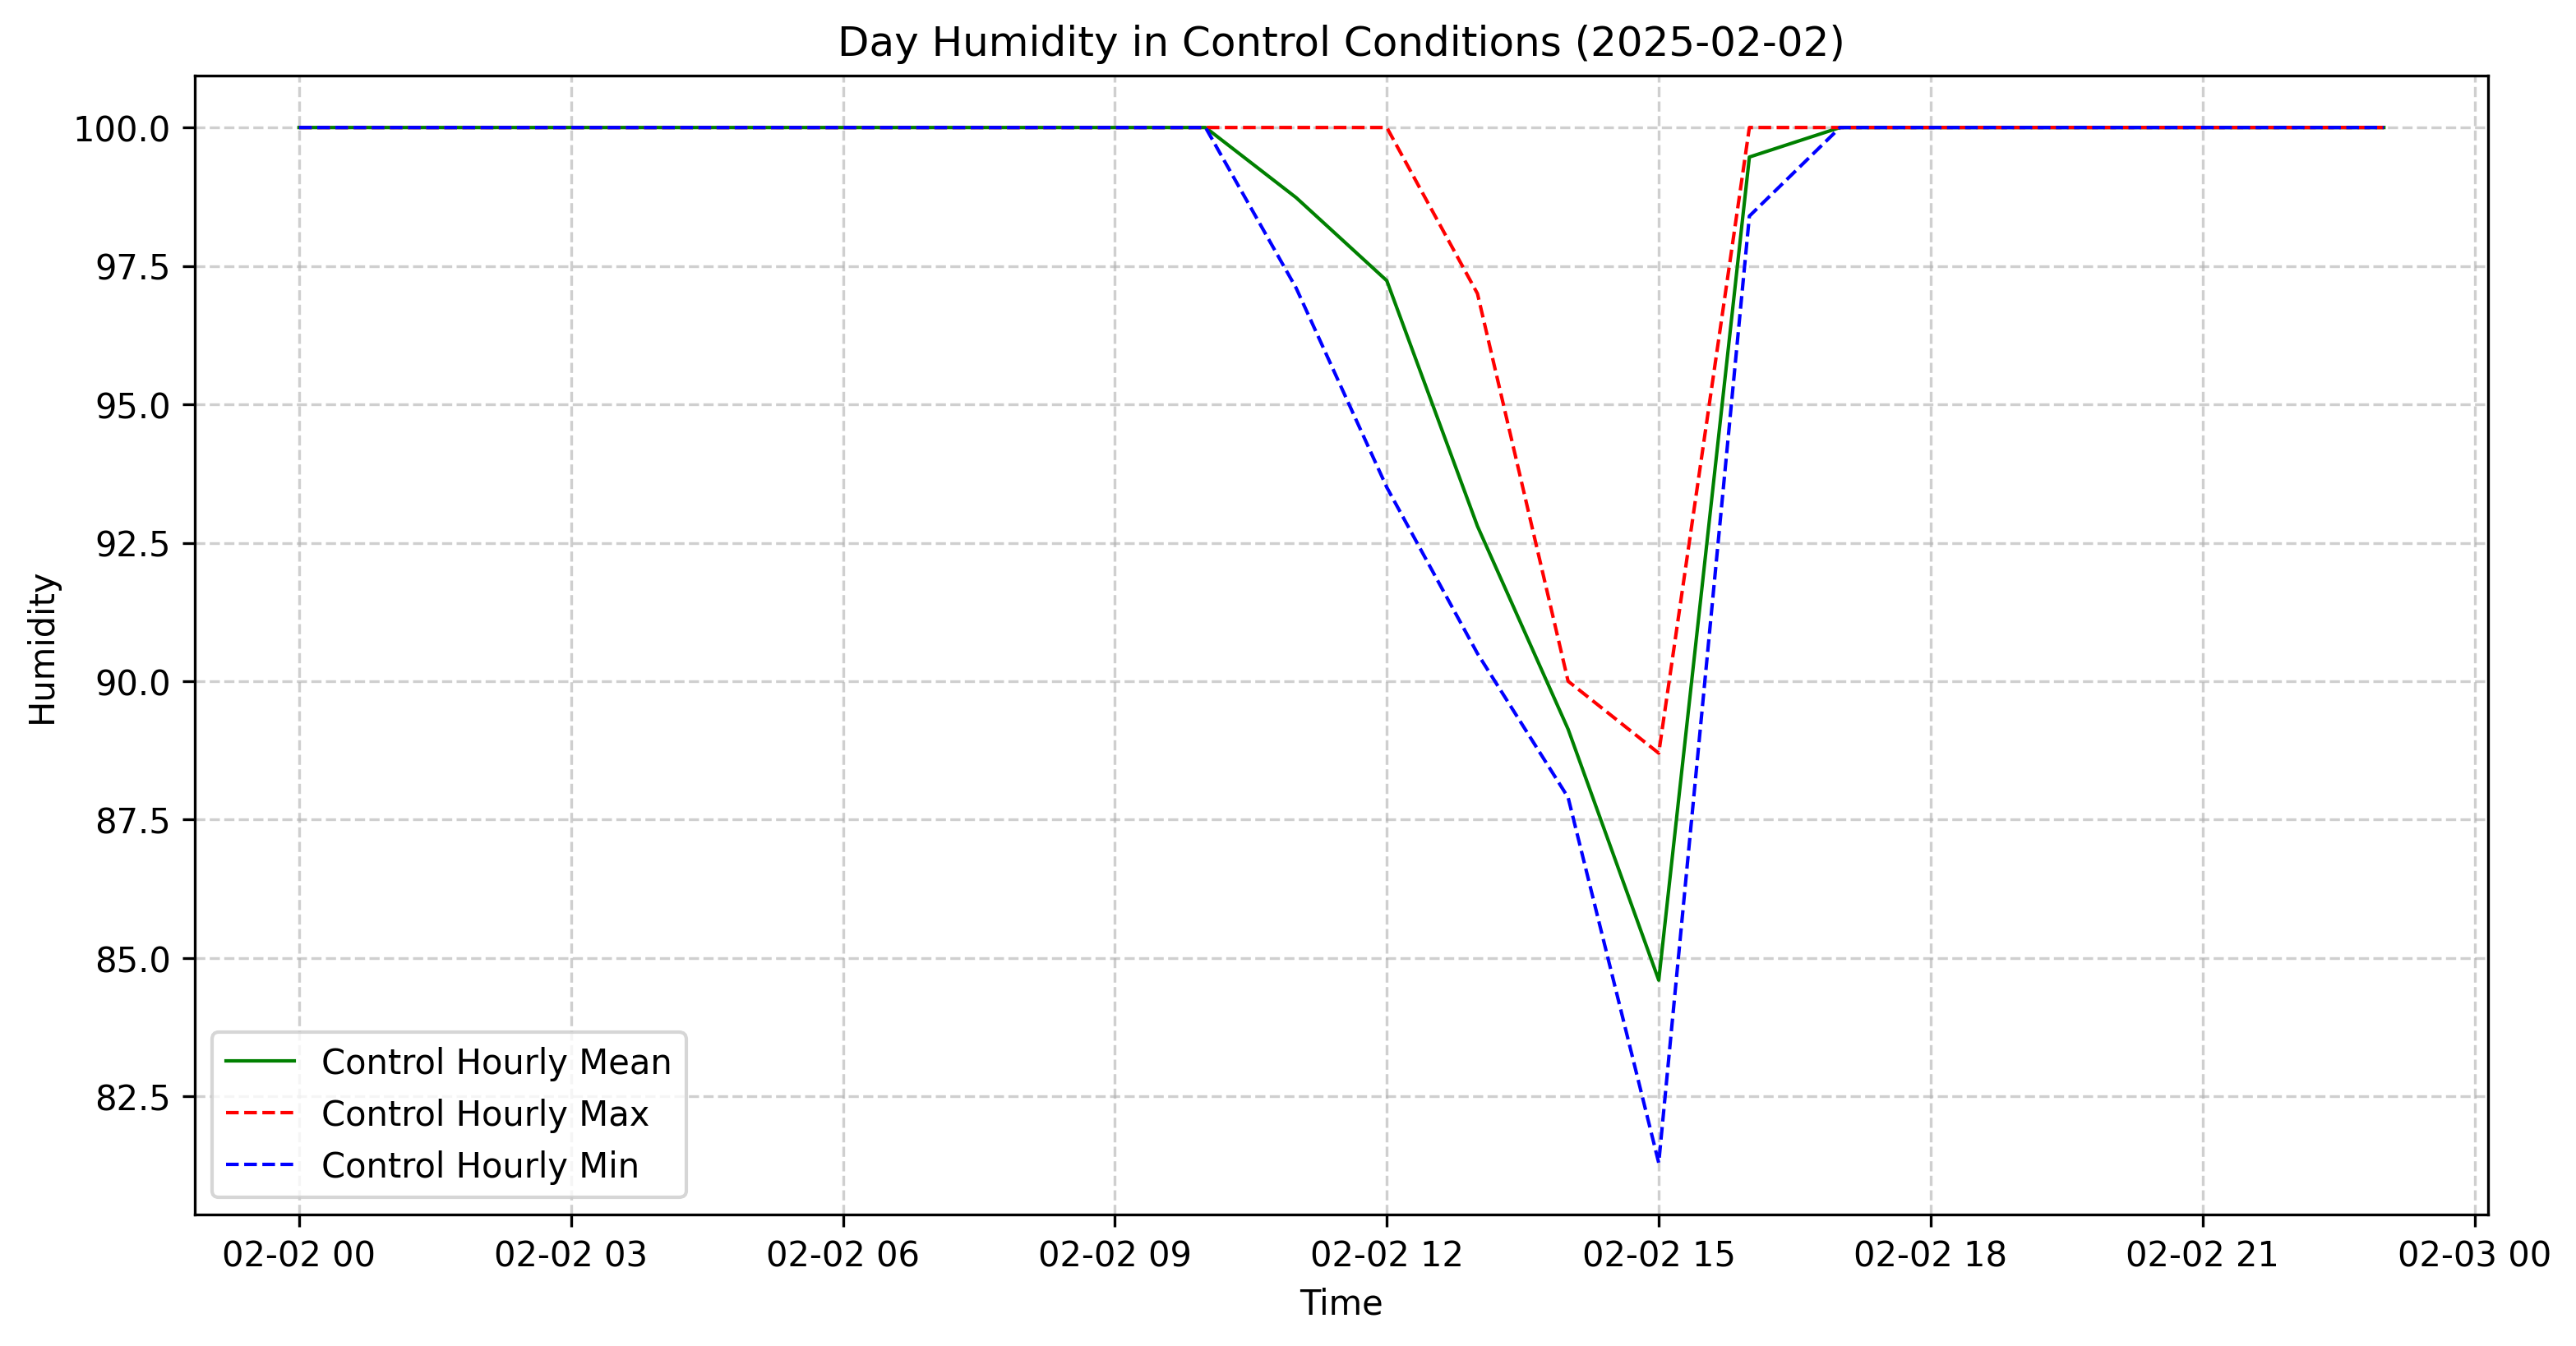 Day Humidity in Control Conditions (2025-02-02)
100.0
97.5
95.0
92.5
90.0
87.5
85.0
82.5
Humidity
Control Hourly Mean
Control Hourly Max
Control Hourly Min
02-02 00 02-02 03 02-02 06 02-02 09 02-02 12 02-02 15 02-02 18 02-02 21 02-03 00
Time